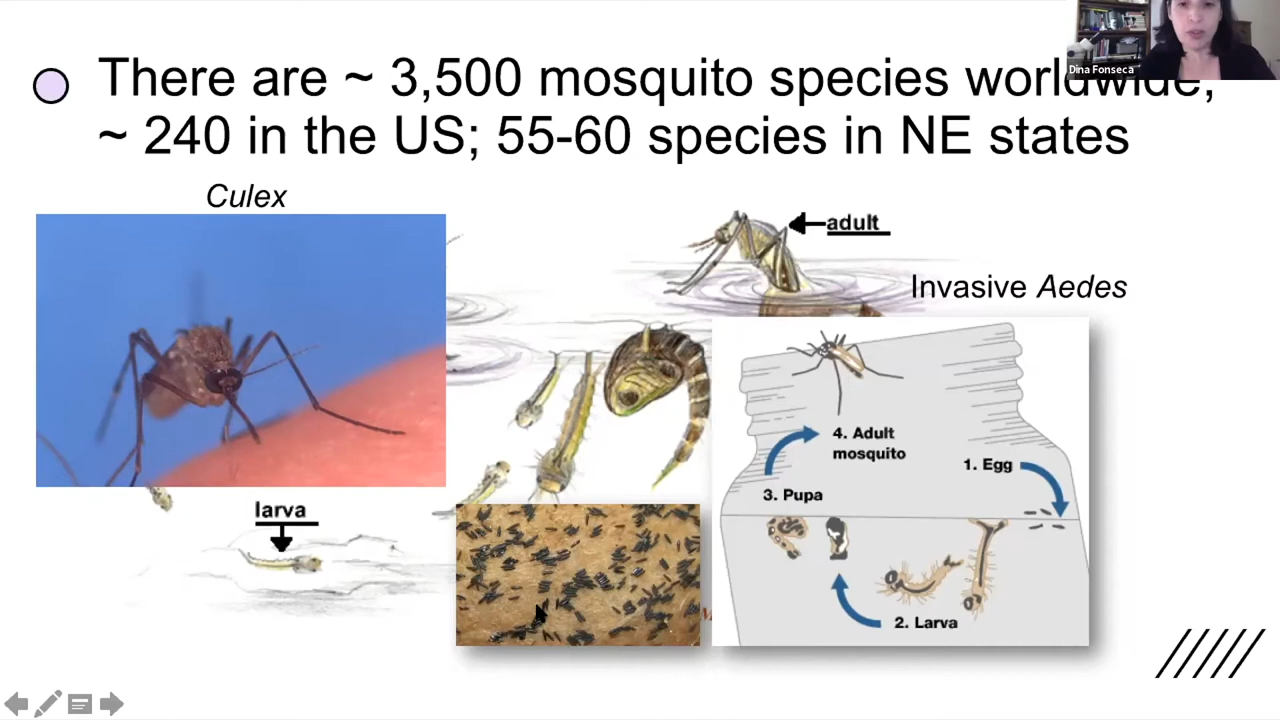 Dina Fonseca
There are ~ 3,500 mosquito species worldwide,
~ 240 in the US; 55-60 species in NE states
Culex
adult
Invasive Aedes
4. Adult
mosquito
1. Egg
3. Pupa
larva
2. Larva